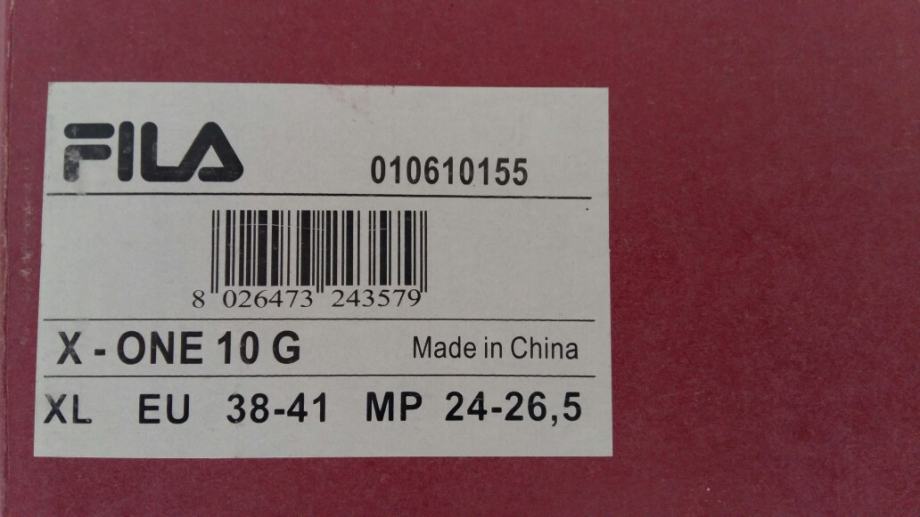 FILA 010610155
8 026473 243579
X - ONE 10 G Made in China
XL EU 38-41 MP 24-26,5